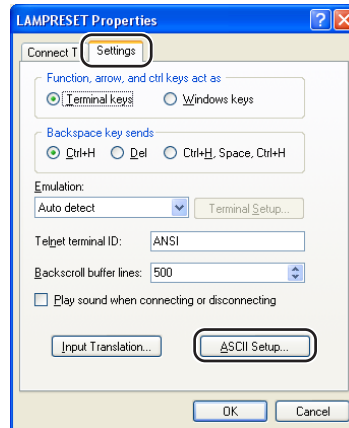 LAMPRESET Properties
Connect T Settings
Function, arrow, and ctrl keys act as
Terminal keys Windows keys
Backspace key sends
Ctrl+H Del Ctrl+H, Space, Ctrl+H
Emulation:
Auto detect Terminal Setup...
Telnet terminal ID: ANSI
Backscroll buffer lines: 500
Play sound when connecting or disconnecting
Input Translation... ASCII Setup...
OK Cancel